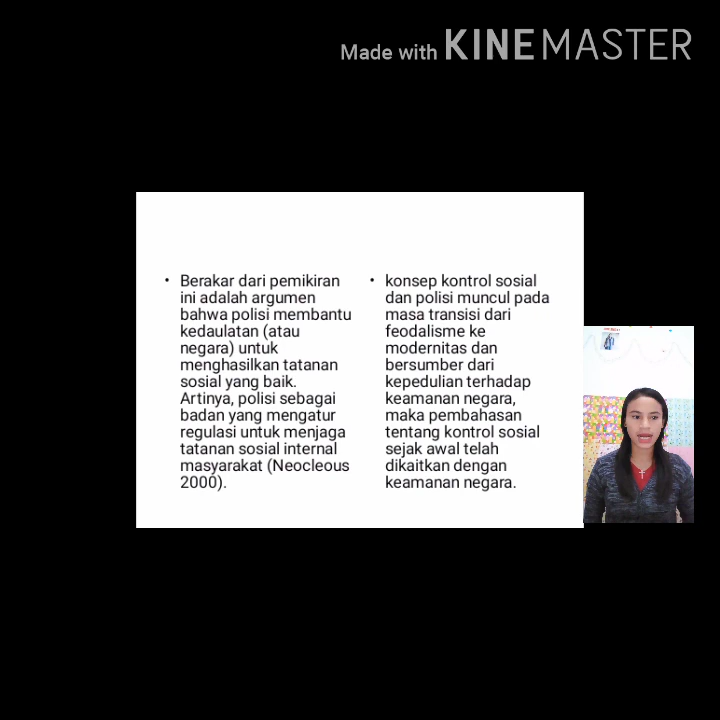 Made with KINEMASTER
• Berakar dari pemikiran
ini adalah argumen
bahwa polisi membantu
kedaulatan (atau
negara) untuk
menghasilkan tatanan
sosial yang baik.
Artinya, polisi sebagai
badan yang mengatur
regulasi untuk menjaga
tatanan sosial internal
masyarakat (Neocleous
2000).
• konsep kontrol sosial
dan polisi muncul pada
masa transisi dari
feodalisme ke
modernitas dan
bersumber dari
kepedulian terhadap
keamanan negara,
maka pembahasan
tentang kontrol sosial
sejak awal telah
dikaitkan dengan
keamanan negara.